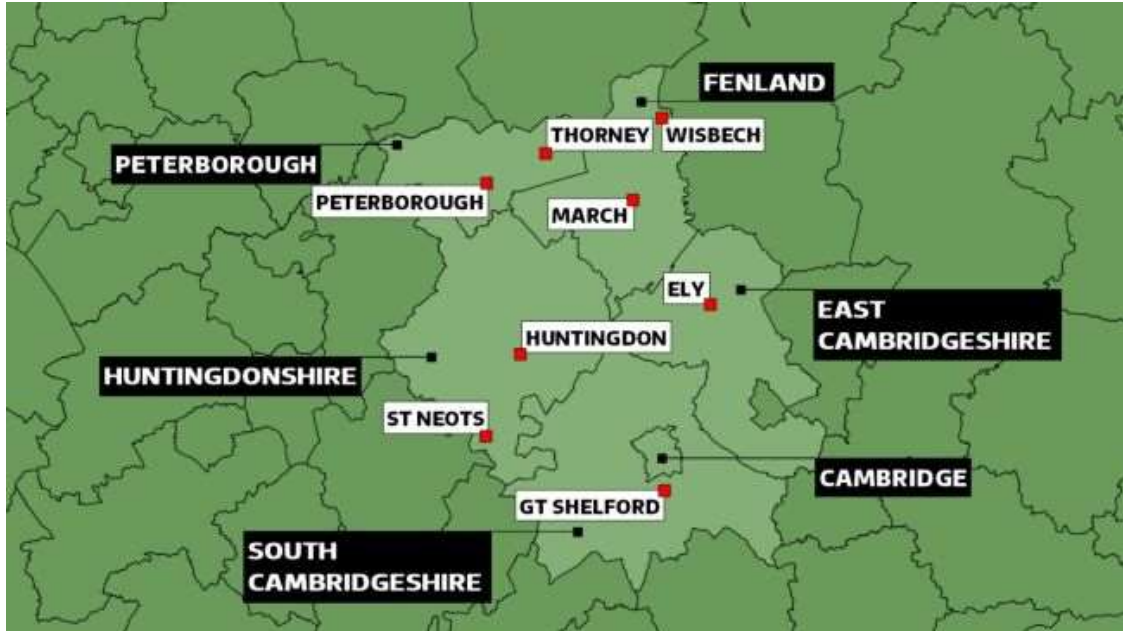 FENLAND
THORNEY
WISBECH
PETERBOROUGH
PETERBOROUGH
MARCH
ELY
EAST
CAMBRIDGESHIRE
HUNTINGDON
HUNTINGDONSHIRE
ST NEOTS
CAMBRIDGE
GT SHELFORD
SOUTH
CAMBRIDGESHIRE